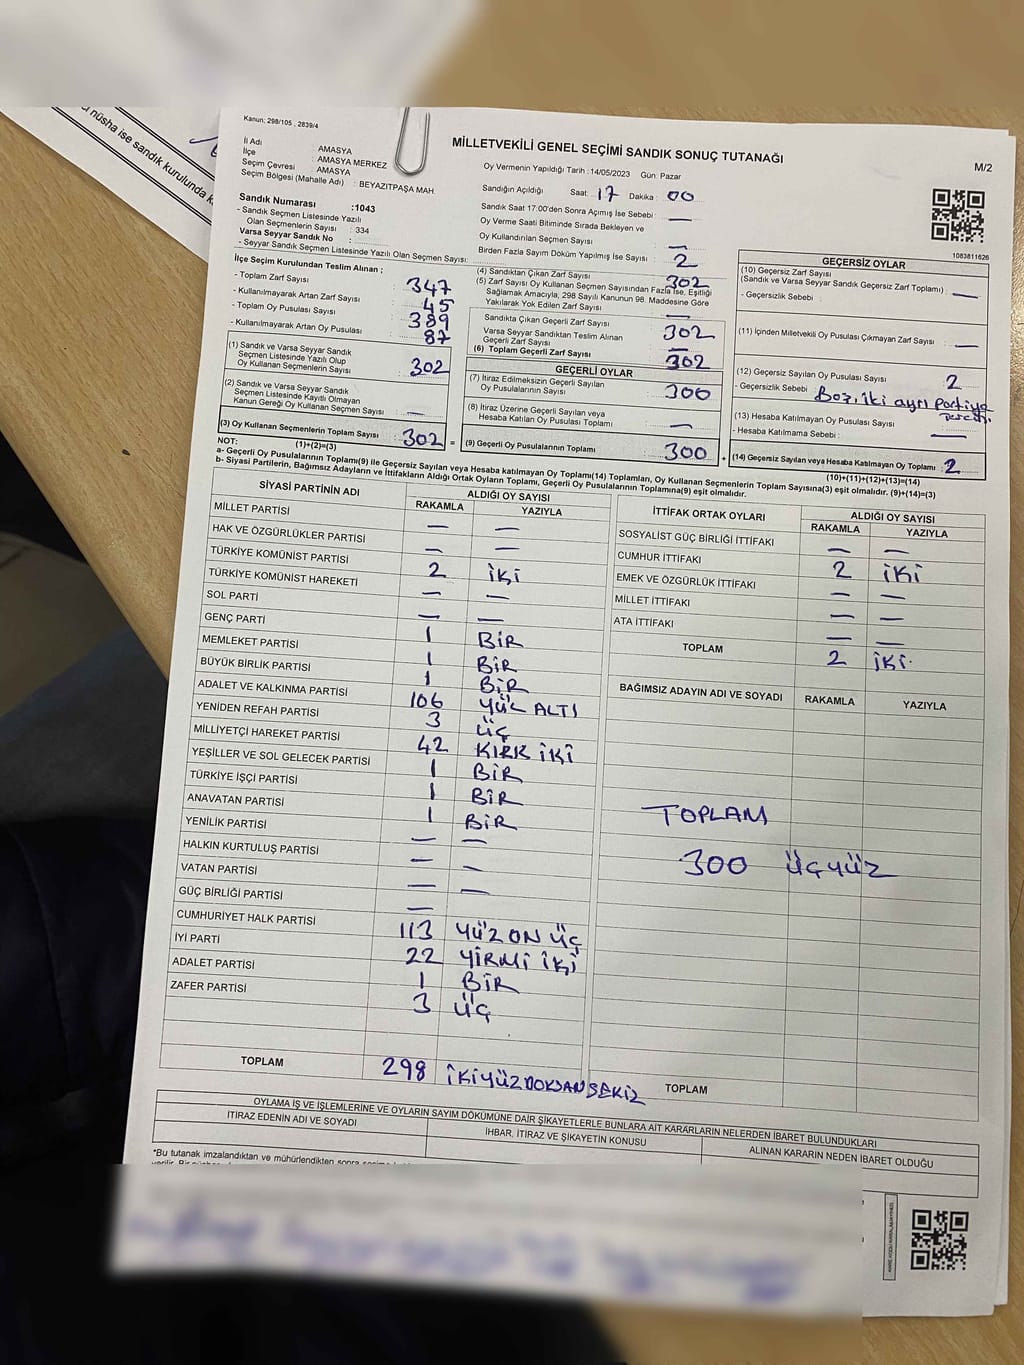 ı nüsha ise sandık kurulunda k
Kanun: 298/105 , 2839/4
MİLLETVEKİLİ GENEL SEÇİMİ SANDIK SONUÇ TUTANAĞI
M/2
İl Adı : AMASYA
İlçe : AMASYA MERKEZ
Seçim Çevresi : AMASYA
Seçim Bölgesi (Mahalle Adı) : BEYAZITPAŞA MAH.
Oy Vermenin Yapıldığı Tarih : 14/05/2023 Gün: Pazar
Sandığın Açıldığı Saat: 17 Dakika : 00
Sandık Saat 17:00'den Sonra Açımış İse Sebebi : —
Oy Verme Saati Bitiminde Sırada Bekleyen ve
Oy Kullandırılan Seçmen Sayısı —
Birden Fazla Sayım Döküm Yapılmış İse Sayısı : 2
Sandık Numarası :1043
- Sandık Seçmen Listesinde Yazılı
Olan Seçmenlerin Sayısı : 334
Varsa Seyyar Sandık No :
- Seyyar Sandık Seçmen Listesinde Yazılı Olan Seçmen Sayısı:
1083811626
İlçe Seçim Kurulundan Teslim Alınan ;
- Toplam Zarf Sayısı : 347
- Kullanılmayarak Artan Zarf Sayısı : 45
- Toplam Oy Pusulası Sayısı : 389
- Kullanılmayarak Artan Oy Pusulası : 87
(1) Sandık ve Varsa Seyyar Sandık
Seçmen Listesinde Yazılı Olup
Oy Kullanan Seçmenlerin Sayısı : 302
(2) Sandık ve Varsa Seyyar Sandık
Seçmen Listesinde Kayıtlı Olmayan
Kanun Gereği Oy Kullanan Seçmen Sayısı : —
(3) Oy Kullanan Seçmenlerin Toplam Sayısı : 302 =
(1)+(2)=(3)
(4) Sandıktan Çıkan Zarf Sayısı : 302
(5) Zarf Sayısı Oy Kullanan Seçmen Sayısından Fazla İse, Eşitliği
Sağlamak Amacıyla, 298 Sayılı Kanunun 98. Maddesine Göre
Yakılarak Yok Edilen Zarf Sayısı : —
Sandıkta Çıkan Geçerli Zarf Sayısı : 302
Varsa Seyyar Sandıktan Teslim Alınan
Geçerli Zarf Sayısı —
(6) Toplam Geçerli Zarf Sayısı 302
GEÇERLİ OYLAR
(7) İtiraz Edilmeksizin Geçerli Sayılan
Oy Pusulalarının Sayısı : 300
(8) İtiraz Üzerine Geçerli Sayılan veya
Hesaba Katılan Oy Pusulası Toplamı : —
(9) Geçerli Oy Pusulalarının Toplamı : 300 +
GEÇERSİZ OYLAR
(10) Geçersiz Zarf Sayısı
(Sandık ve Varsa Seyyar Sandık Geçersiz Zarf Toplamı) : —
- Geçersizlik Sebebi :
(11) İçinden Milletvekili Oy Pusulası Çıkmayan Zarf Sayısı : —
(12) Geçersiz Sayılan Oy Pusulası Sayısı : 2
- Geçersizlik Sebebi : Boş, iki ayrı partiye
(13) Hesaba Katılmayan Oy Pusulası Sayısı :
- Hesaba Katılmama Sebebi : —
(14) Geçersiz Sayılan veya Hesaba Katılmayan Oy Toplamı : 2
(10)+(11)+(12)+(13)=(14)
NOT:
a- Geçerli Oy Pusulalarının Toplamı(9) ile Geçersiz Sayılan veya Hesaba katılmayan Oy Toplamı(14) Toplamları, Oy Kullanan Seçmenlerin Toplam Sayısına(3) eşit olmalıdır. (9)+(14)=(3)
b- Siyasi Partilerin, Bağımsız Adayların ve İttifakların Aldığı Ortak Oyların Toplamı, Geçerli Oy Pusulalarının Toplamına(9) eşit olmalıdır.
SİYASİ PARTİNİN ADI ALDIĞI OY SAYISI
RAKAMLA YAZIYLA
MİLLET PARTİSİ — —
HAK VE ÖZGÜRLÜKLER PARTİSİ — —
TÜRKİYE KOMÜNİST PARTİSİ 2 İKİ
TÜRKİYE KOMÜNİST HAREKETİ — —
SOL PARTİ — —
GENÇ PARTİ 1 BİR
MEMLEKET PARTİSİ 1 BİR
BÜYÜK BİRLİK PARTİSİ 1 BİR
ADALET VE KALKINMA PARTİSİ 106 YÜZ ALTI
YENİDEN REFAH PARTİSİ 3 ÜÇ
MİLLİYETÇİ HAREKET PARTİSİ 42 KIRK İKİ
YEŞİLLER VE SOL GELECEK PARTİSİ 1 BİR
TÜRKİYE İŞÇİ PARTİSİ 1 BİR
ANAVATAN PARTİSİ 1 BİR
YENİLİK PARTİSİ — —
HALKIN KURTULUŞ PARTİSİ — —
VATAN PARTİSİ — —
GÜÇ BİRLİĞİ PARTİSİ —
CUMHURİYET HALK PARTİSİ 113 YÜZ ON ÜÇ
İYİ PARTİ 22 YİRMİ İKİ
ADALET PARTİSİ 1 BİR
ZAFER PARTİSİ 3 ÜÇ
TOPLAM 298 İKİYÜZDOKSANSEKİZ
İTTİFAK ORTAK OYLARI ALDIĞI OY SAYISI
RAKAMLA YAZIYLA
SOSYALİST GÜÇ BİRLİĞİ İTTİFAKI — —
CUMHUR İTTİFAKI 2 İKİ
EMEK VE ÖZGÜRLÜK İTTİFAKI — —
MİLLET İTTİFAKI — —
ATA İTTİFAKI — —
TOPLAM 2 İKİ
BAĞIMSIZ ADAYIN ADI VE SOYADI RAKAMLA YAZIYLA
TOPLAM
300 ÜÇYÜZ
TOPLAM
OYLAMA İŞ VE İŞLEMLERİNE VE OYLARIN SAYIM DÖKÜMÜNE DAİR ŞİKAYETLERLE BUNLARA AİT KARARLARIN NELERDEN İBARET BULUNDUKLARI
İTİRAZ EDENİN ADI VE SOYADI İHBAR, İTİRAZ VE ŞİKAYETİN KONUSU ALINAN KARARIN NEDEN İBARET OLDUĞU
*Bu tutanak imzalandıktan ve mühürlendikten sonra